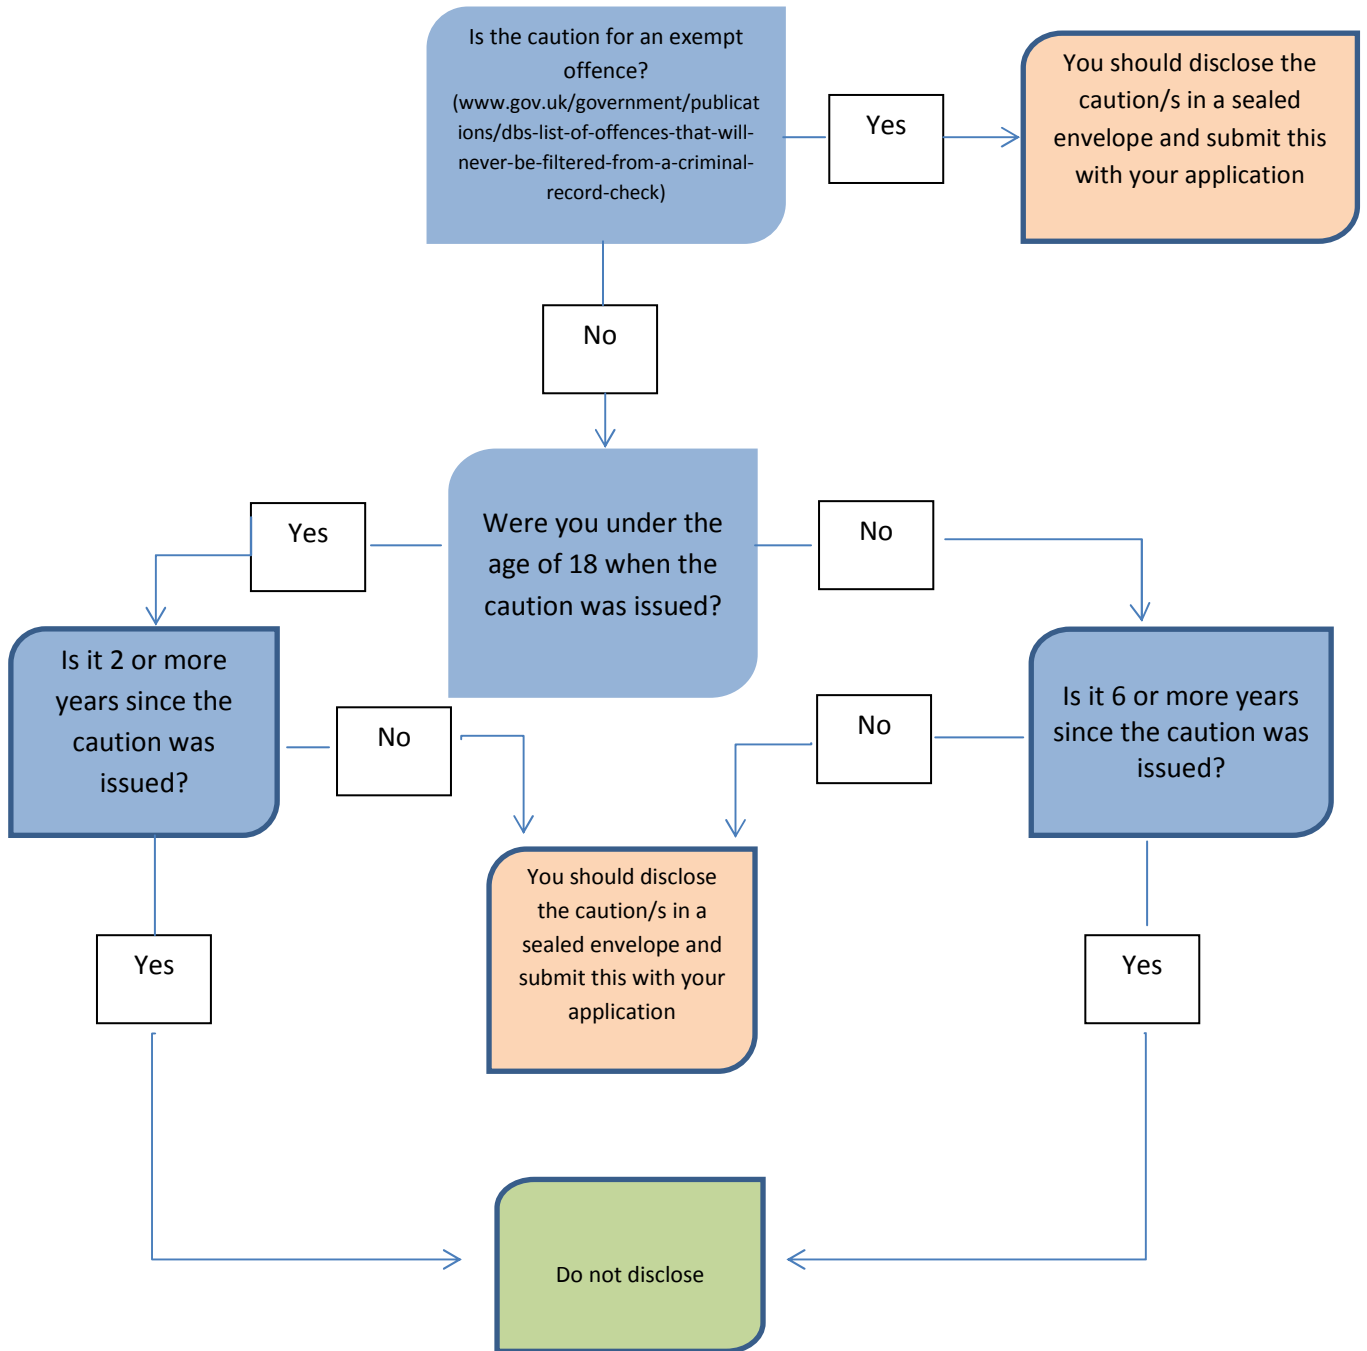 Is the caution for an exempt
offence?
(www.gov.uk/government/publicat
ions/dbs-list-of-offences-that-will-
never-be-filtered-from-a-criminal-
record-check)
Yes
You should disclose the
caution/s in a sealed
envelope and submit this
with your application
No
Were you under the
age of 18 when the
caution was issued?
Yes
No
Is it 2 or more
years since the
caution was
issued?
No
No
Is it 6 or more years
since the caution was
issued?
You should disclose
the caution/s in a
sealed envelope and
submit this with your
application
Yes
Yes
Do not disclose